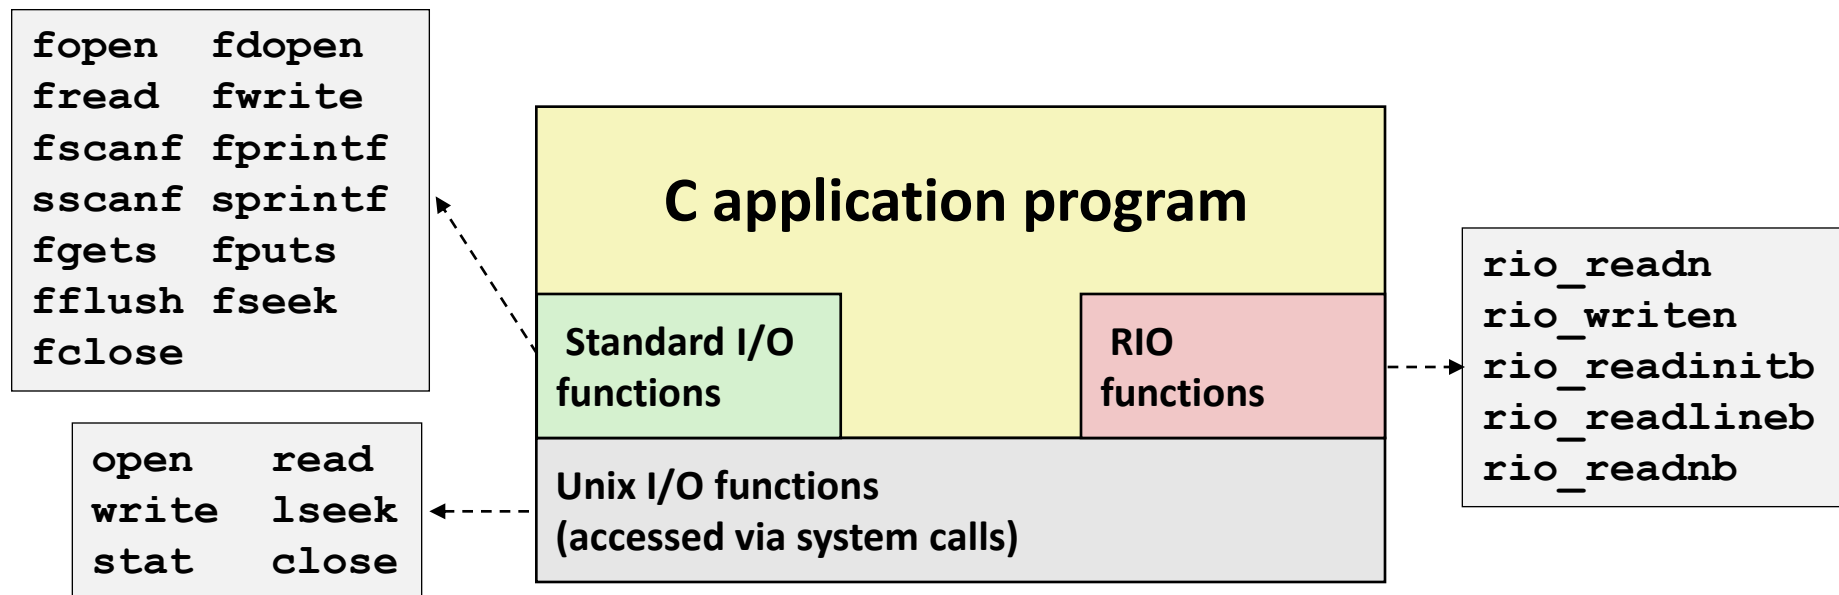 fopen fdopen
fread fwrite
fscanf fprintf
sscanf sprintf
fgets fputs
fflush fseek
fclose
C application program
Standard I/O
functions
RIO
functions
rio_readn
rio_writen
rio_readinitb
rio_readlineb
rio_readnb
open read
write lseek
stat close
Unix I/O functions
(accessed via system calls)